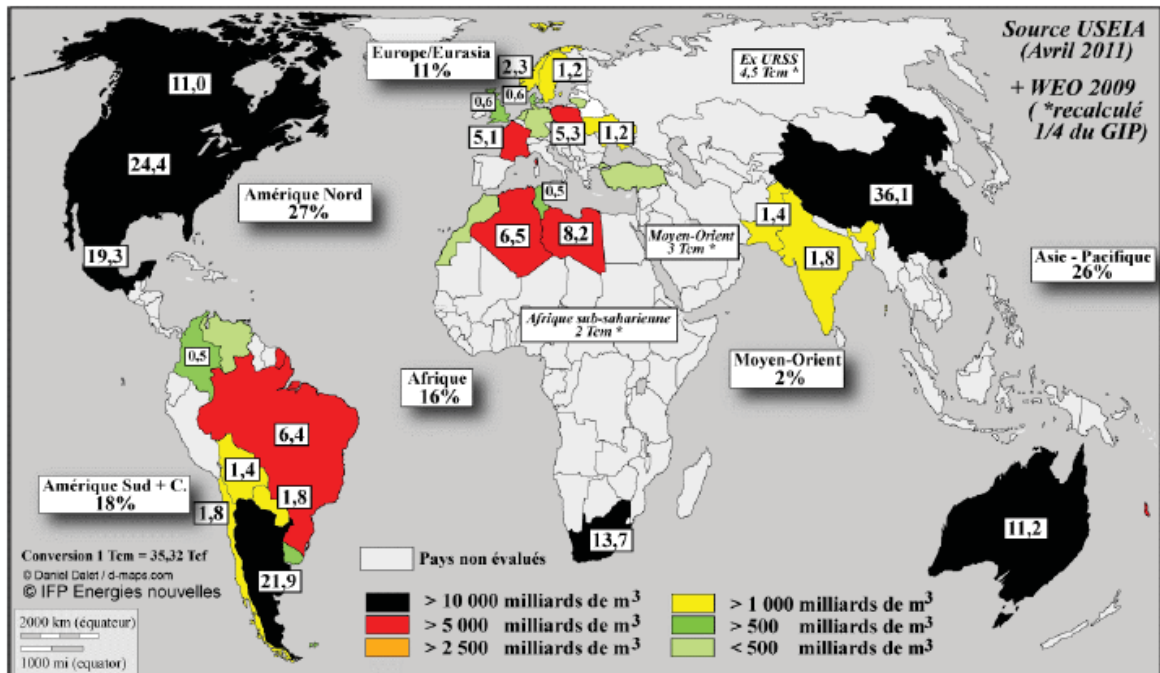 Source USEIA
(Avril 2011)
+ WEO 2009
( *recalculé
1/4 du GIP)
Europe/Eurasia
11%
Ex URSS
4,5 Tcm *
11,0
2,3
1,2
0,6
0,6
5,1
5,3
1,2
24,4
Amérique Nord
27%
36,1
1,4
0,5
6,5
8,2
Moyen-Orient
3 Tcm *
1,8
19,3
Asie - Pacifique
26%
Afrique sub-saharienne
2 Tcm *
0,5
Moyen-Orient
2%
Afrique
16%
6,4
1,4
Amérique Sud + C.
18%
1,8
1,8
11,2
13,7
21,9
Conversion 1 Tcm = 35,32 Tcf
© Daniel Dalet / d-maps.com
© IFP Energies nouvelles
2000 km (équateur)
1000 mi (equator)
Pays non évalués
> 10 000 milliards de m³
> 5 000 milliards de m³
> 2 500 milliards de m³
> 1 000 milliards de m³
> 500 milliards de m³
< 500 milliards de m³